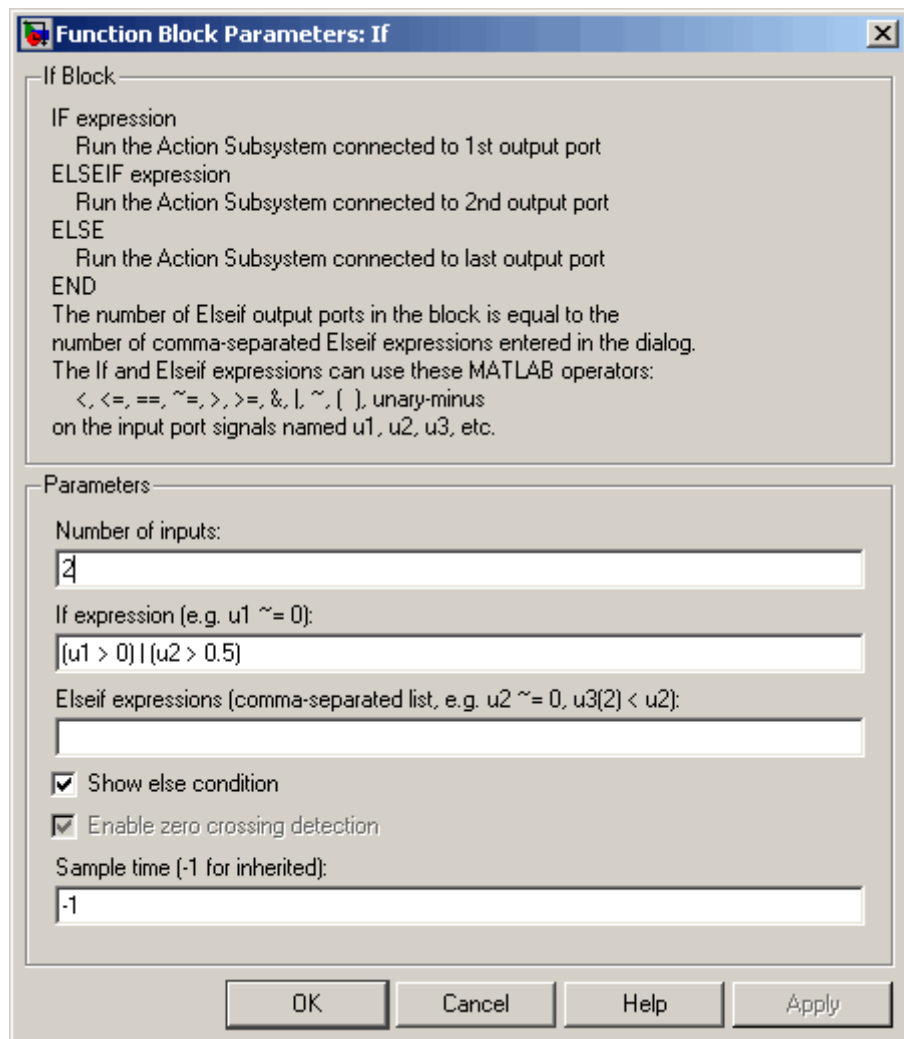 Function Block Parameters: If
If Block
IF expression
Run the Action Subsystem connected to 1st output port
ELSEIF expression
Run the Action Subsystem connected to 2nd output port
ELSE
Run the Action Subsystem connected to last output port
END
The number of Elseif output ports in the block is equal to the
number of comma-separated Elseif expressions entered in the dialog.
The If and Elseif expressions can use these MATLAB operators:
<, <=, ==, ~=, >, >=, &, |, ~, ( ), unary-minus
on the input port signals named u1, u2, u3, etc.
Parameters
Number of inputs:
2
If expression (e.g. u1 ~= 0):
(u1 > 0) | (u2 > 0.5)
Elseif expressions (comma-separated list, e.g. u2 ~= 0, u3(2) < u2):
Show else condition
Enable zero crossing detection
Sample time (-1 for inherited):
-1
OK Cancel Help Apply